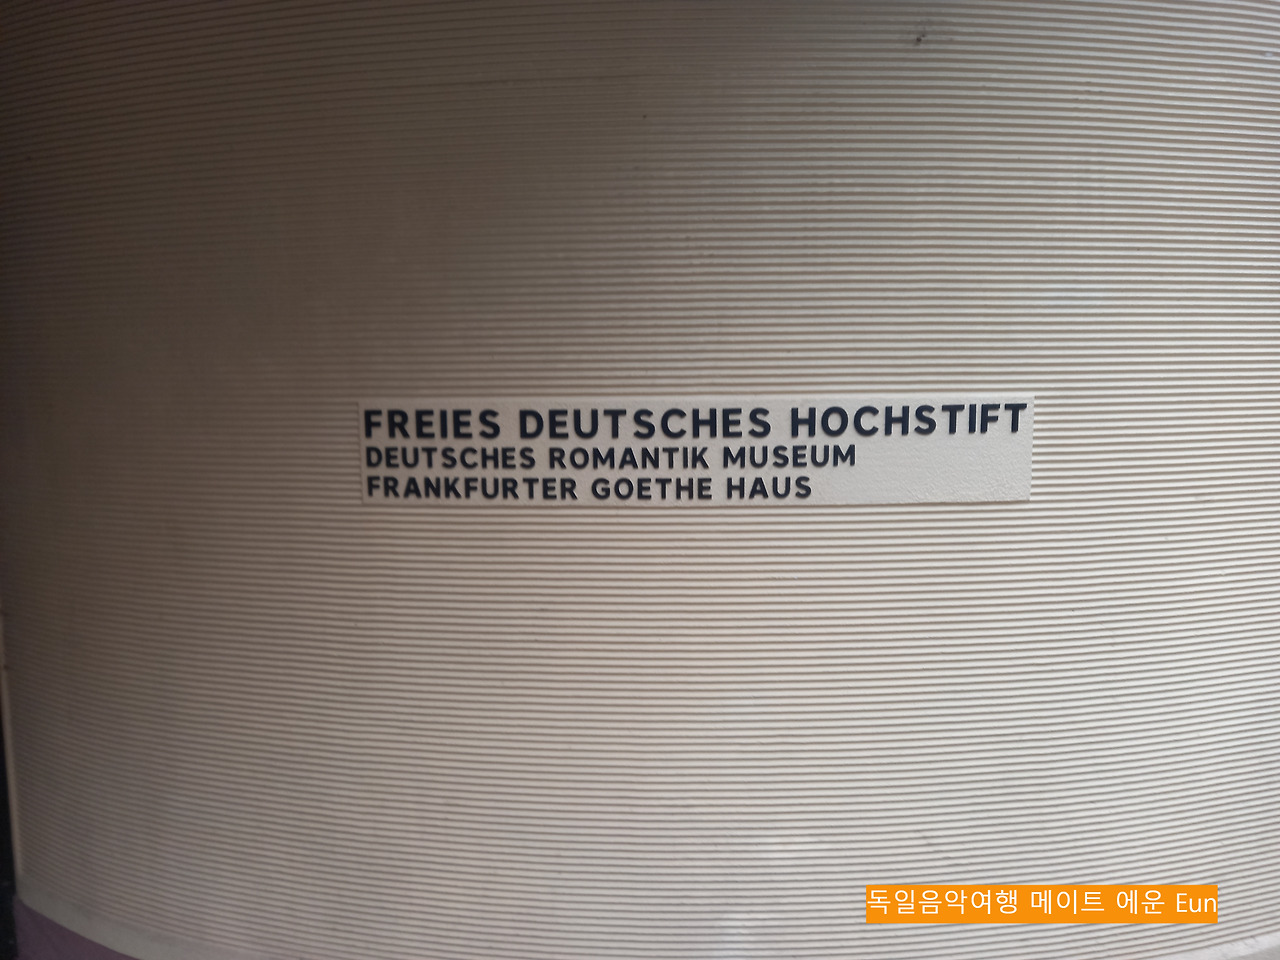 FREIES DEUTSCHES HOCHSTIFT
DEUTSCHES ROMANTIK MUSEUM
FRANKFURTER GOETHE HAUS
독일음악여행 메이트 에운 Eun